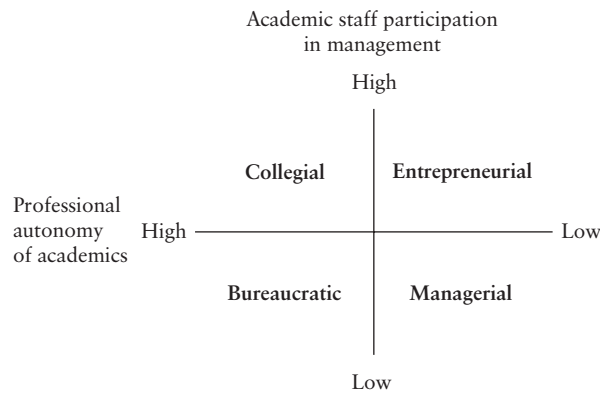 Academic staff participation
in management
High
Collegial Entrepreneurial
Professional
autonomy
of academics
High
Low
Bureaucratic Managerial
Low